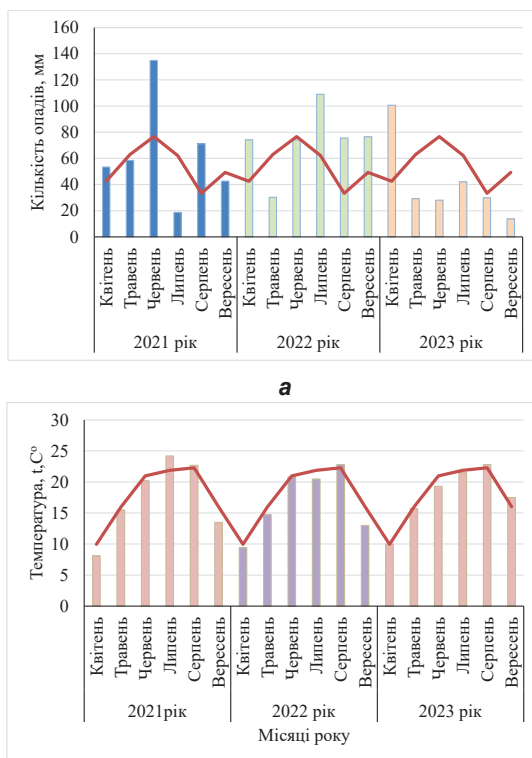 160
140
120
100
80
60
40
20
0
Кількість опадів, мм
Квітень
Травень
Червень
Липень
Серпень
Вересень
Квітень
Травень
Червень
Липень
Серпень
Вересень
Квітень
Травень
Червень
Липень
Серпень
Вересень
2021 рік 2022 рік 2023 рік
а
30
25
20
15
10
5
0
Температура, t,C°
Квітень
Травень
Червень
Липень
Серпень
Вересень
Квітень
Травень
Червень
Липень
Серпень
Вересень
Квітень
Травень
Червень
Липень
Серпень
Вересень
2021рік 2022 рік 2023 рік
Місяці року